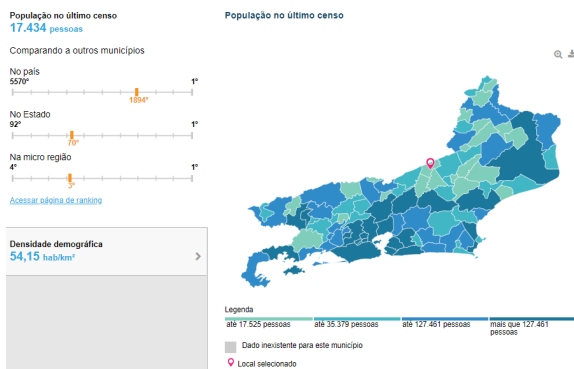 População no último censo
17.434 pessoas
Comparando a outros municípios
No país
5570º 1º
1894º
No Estado
92º 1º
70º
Na micro região
4º 1º
3º
Acessar página de ranking
Densidade demográfica
54,15 hab/km²
População no último censo
Legenda
até 17.525 pessoas até 35.379 pessoas até 127.461 pessoas mais que 127.461
pessoas
Dado inexistente para este município
Local selecionado